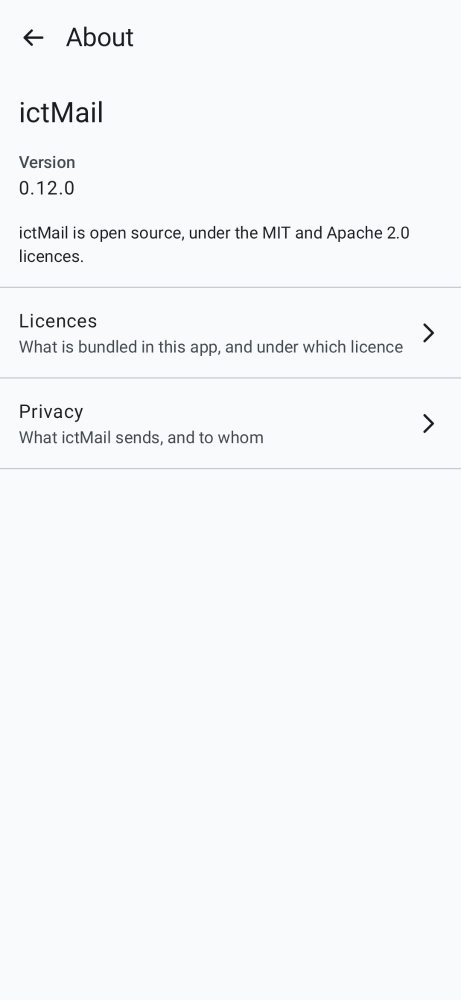 About
ictMail
Version
0.12.0
ictMail is open source, under the MIT and Apache 2.0
licences.
Licences
What is bundled in this app, and under which licence
Privacy
What ictMail sends, and to whom